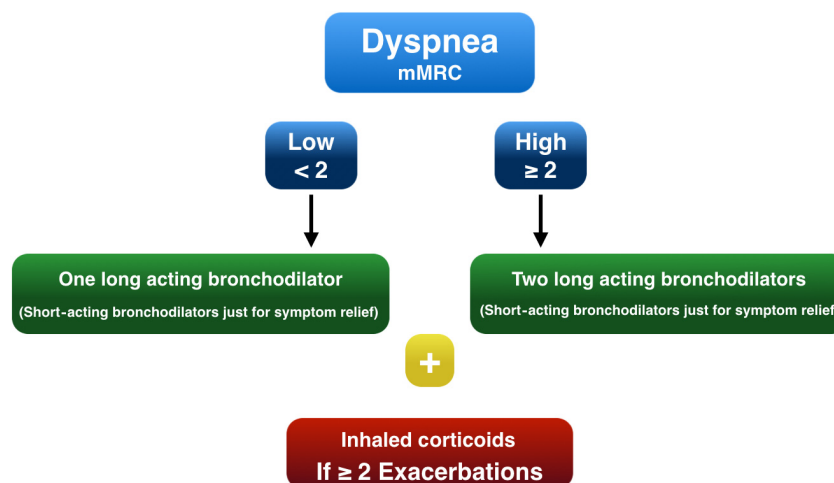 Dyspnea
mMRC
Low
< 2
High
≥ 2
One long acting bronchodilator
(Short-acting bronchodilators just for symptom relief)
Two long acting bronchodilators
(Short-acting bronchodilators just for symptom relief
+
Inhaled corticoids
If ≥ 2 Exacerbations